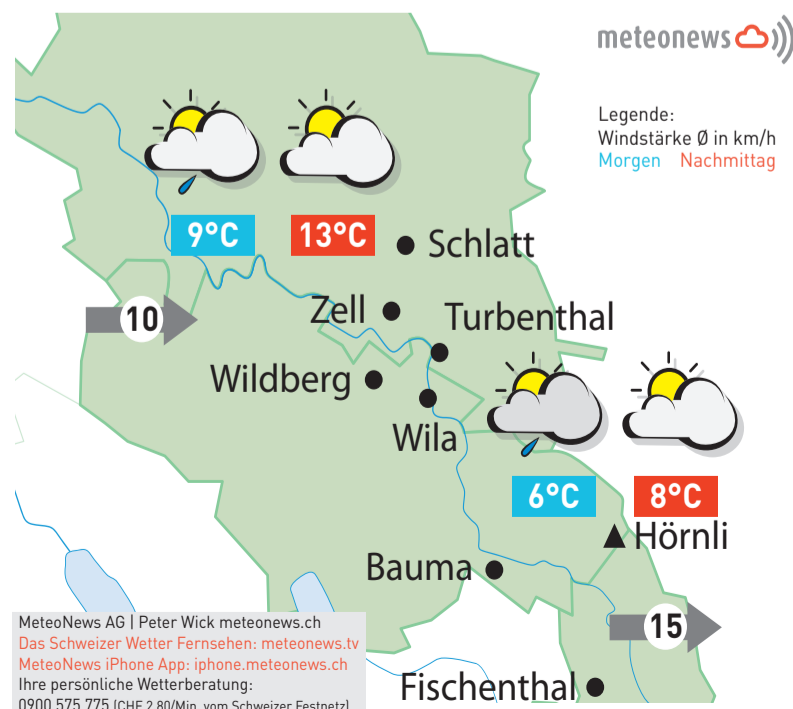 meteonews
Legende:
Windstärke Ø in km/h
Morgen Nachmittag
9°C 13°C
Schlatt
10
Zell
Turbenthal
Wildberg
Wila
6°C 8°C
Hörnli
Bauma
15
Fischenthal
MeteoNews AG | Peter Wick meteonews.ch
Das Schweizer Wetter Fernsehen: meteonews.tv
MeteoNews iPhone App: iphone.meteonews.ch
Ihre persönliche Wetterberatung:
0900 575 775 (CHF 2.80/Min. vom Schweizer Festnetz)